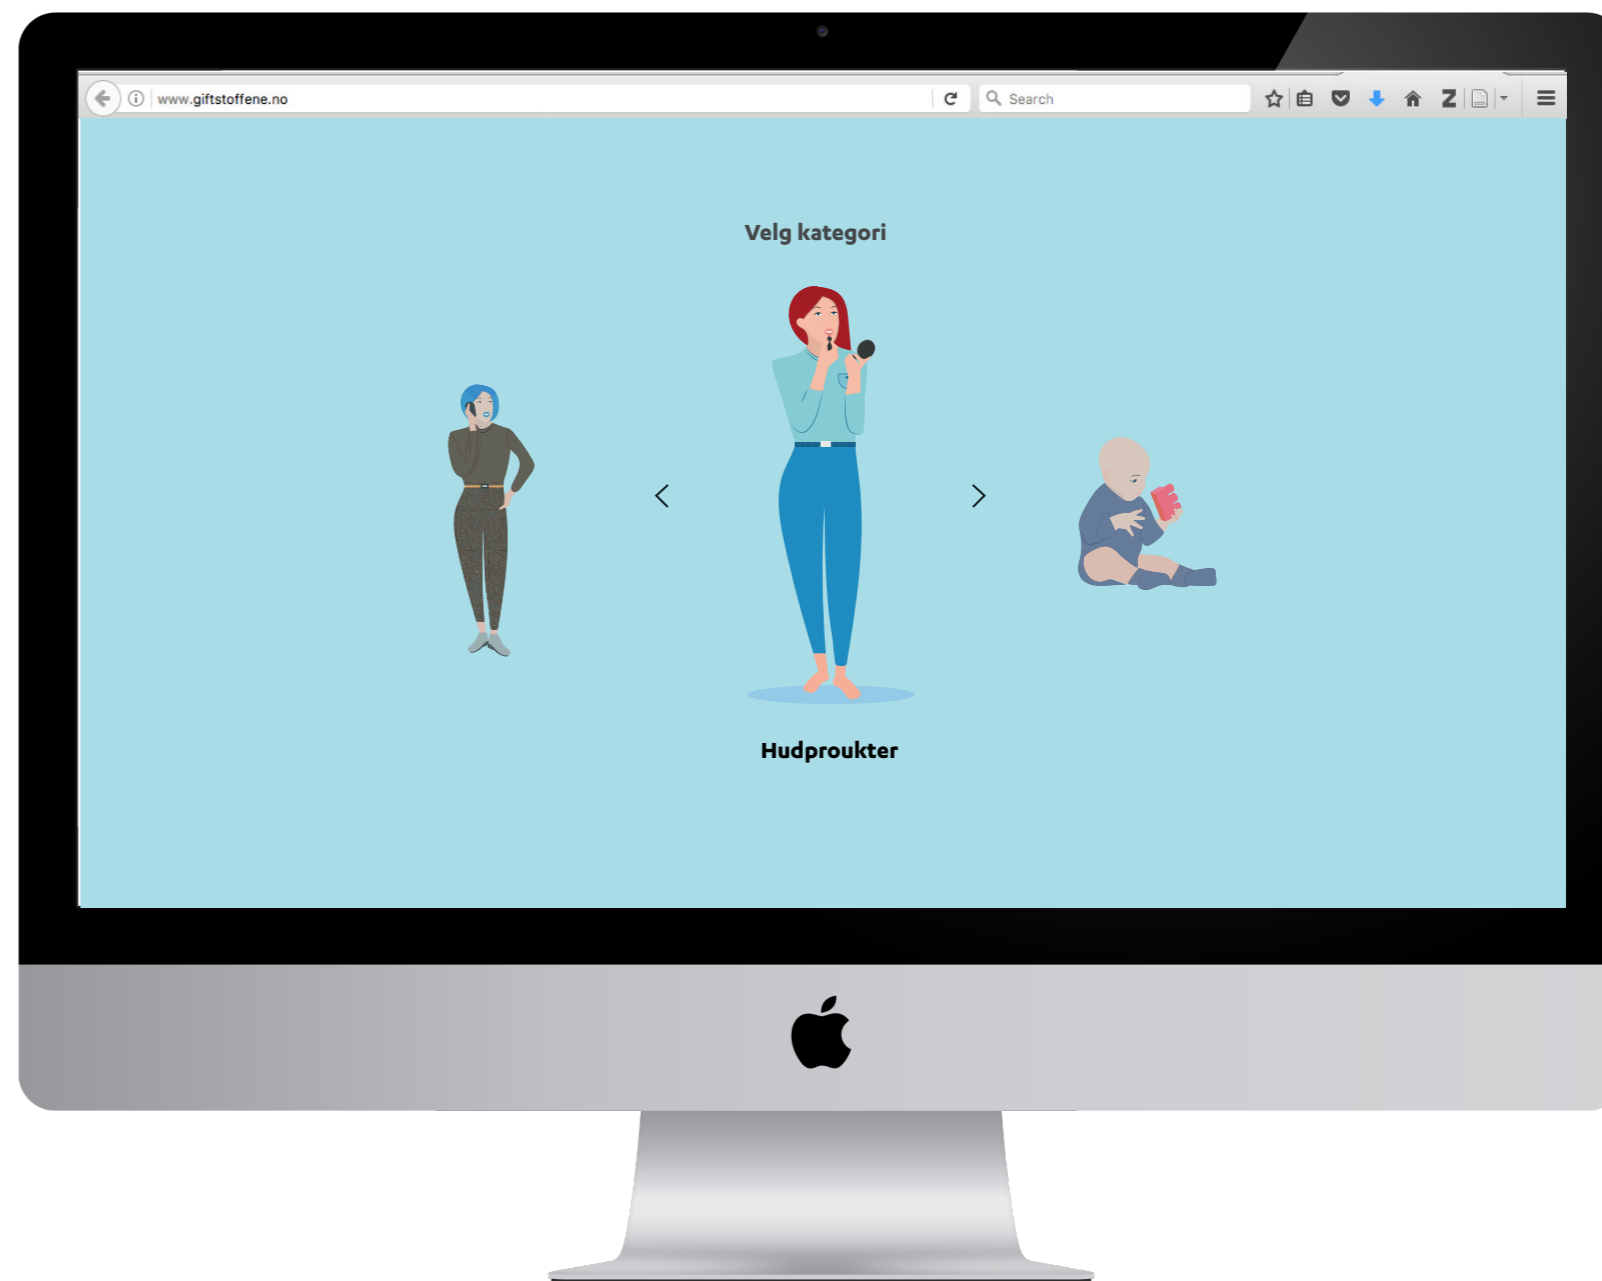 www.giftstoffene.no
Search
Z
Velg kategori
Hudproukter